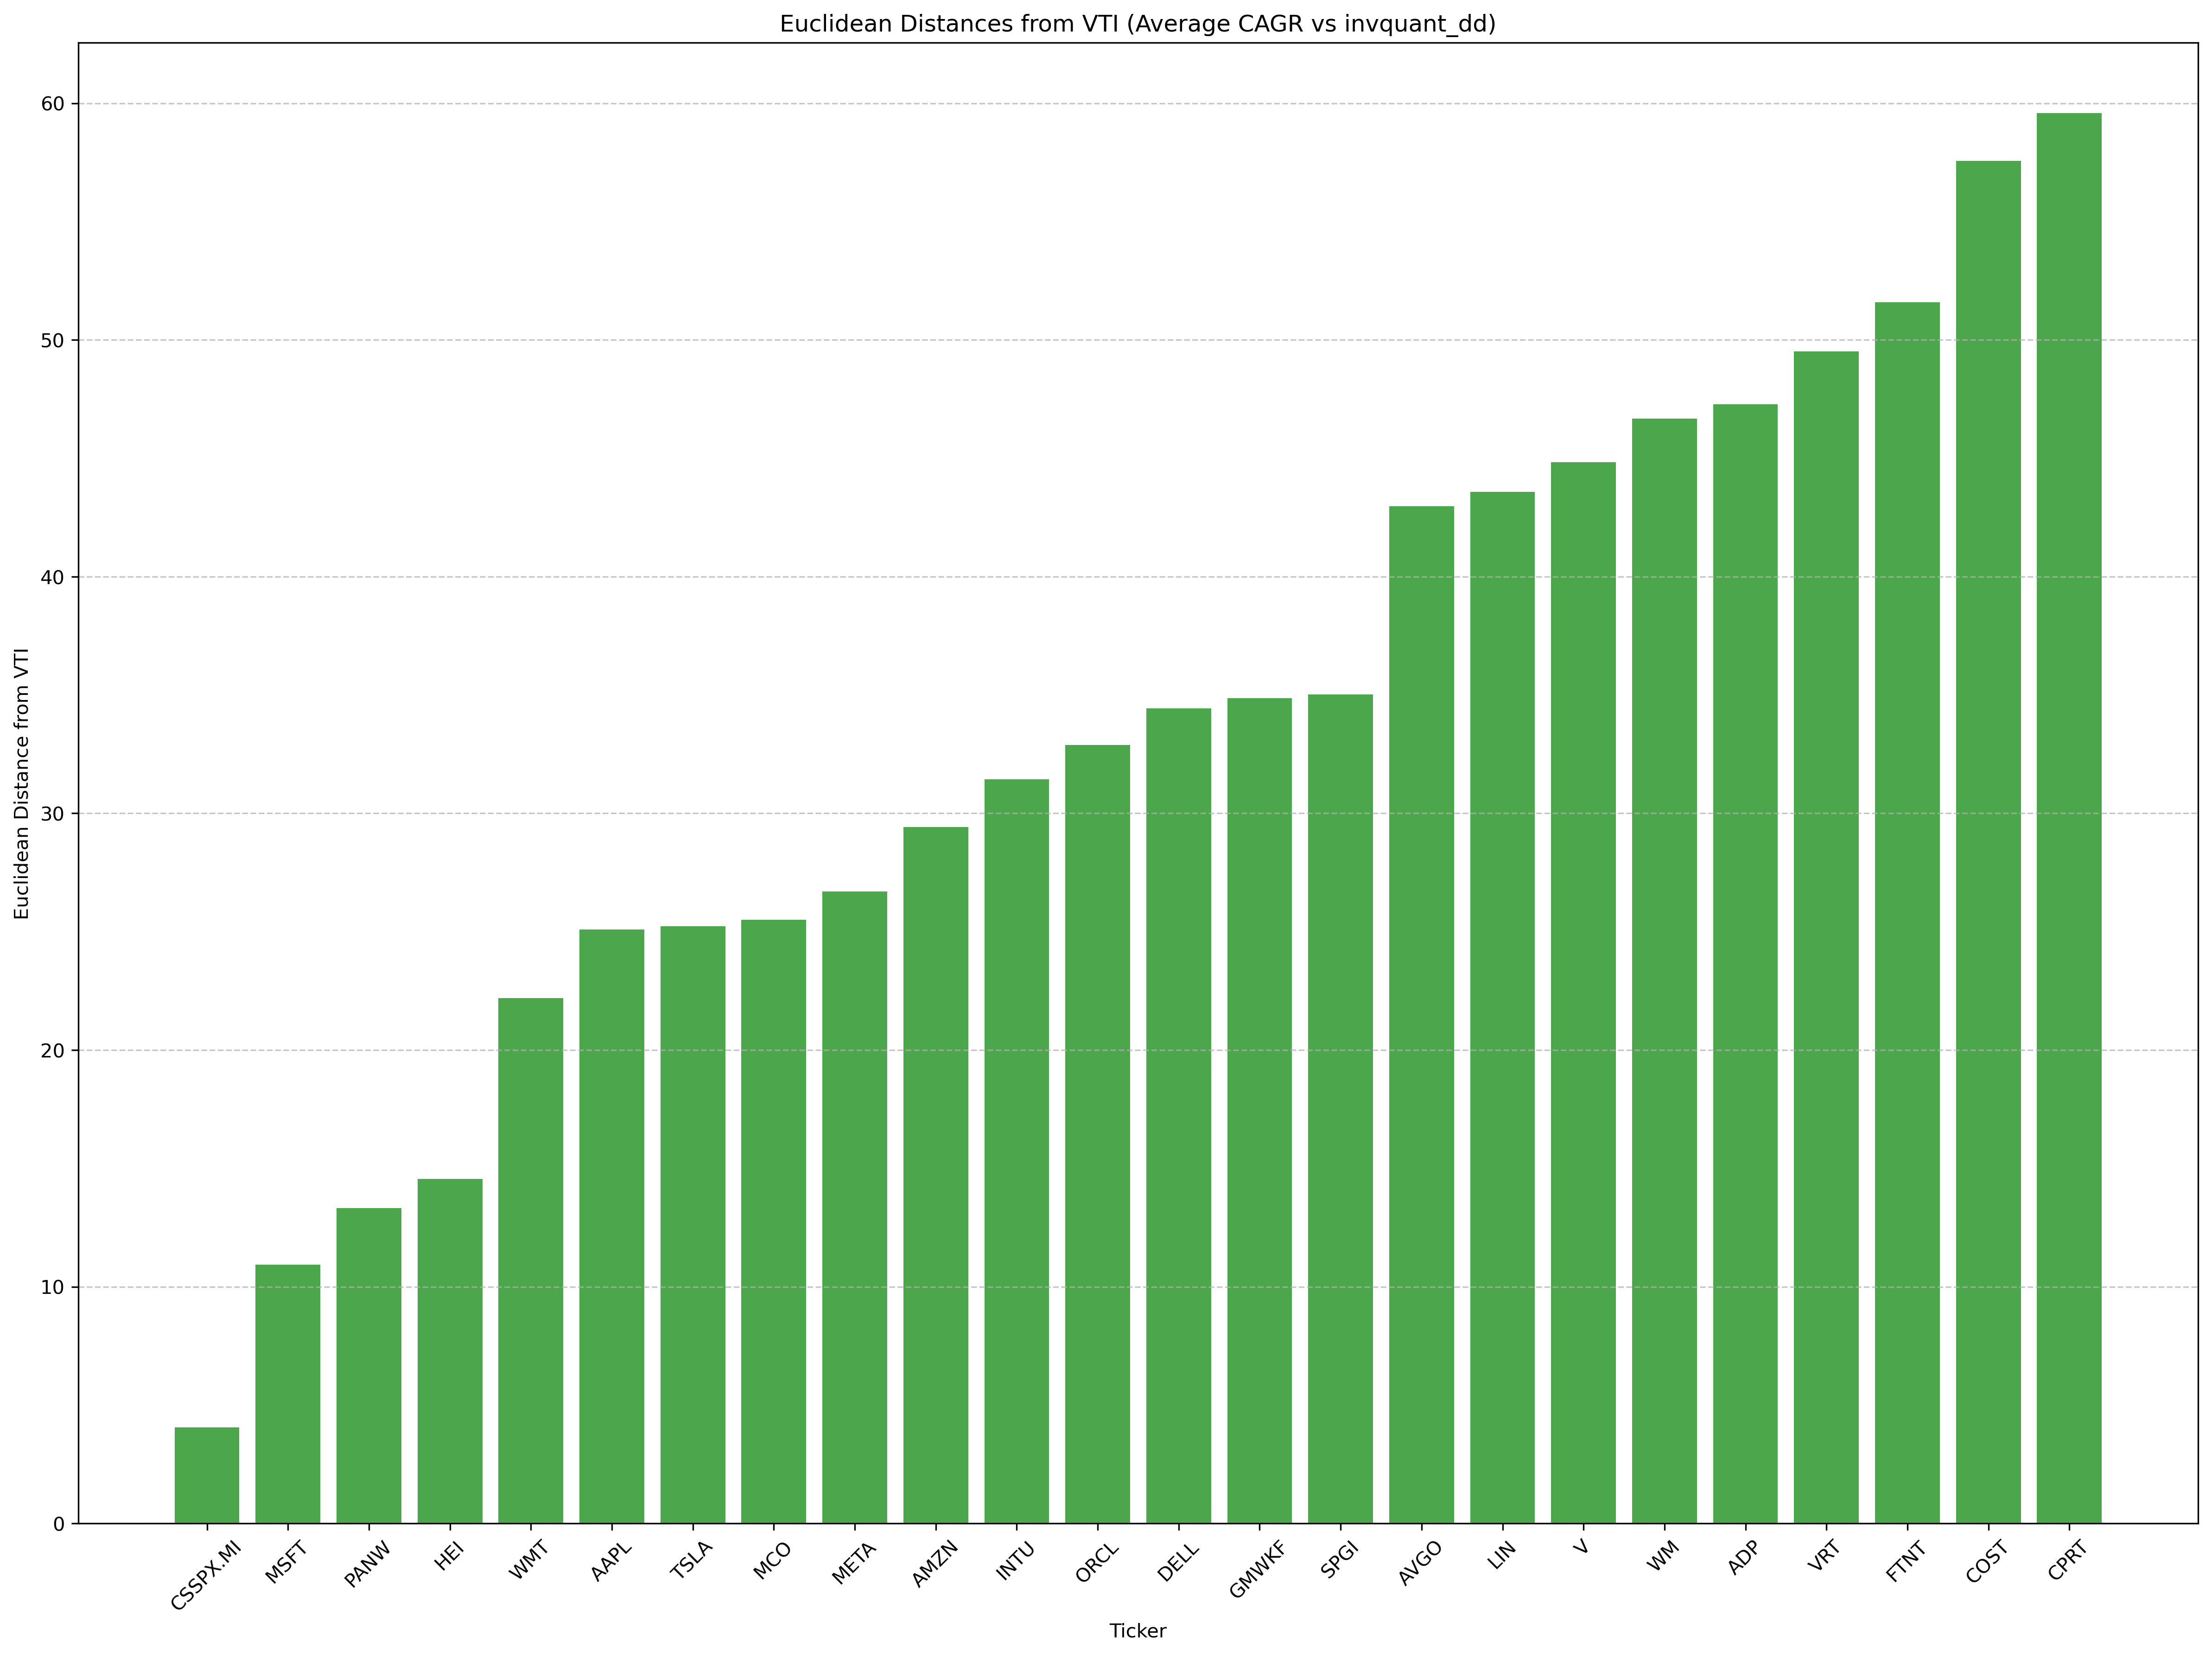 Euclidean Distances from VTI (Average CAGR vs invquant_dd)
Euclidean Distance from VTI
60
50
40
30
20
10
0
CSSPX.MI
MSFT
PANW
HEI
WMT
AAPL
TSLA
MCO
META
AMZN
INTU
ORCL
DELL
GMWKF
SPGI
AVGO
LIN
V
WM
ADP
VRT
FTNT
COST
CPRT
Ticker